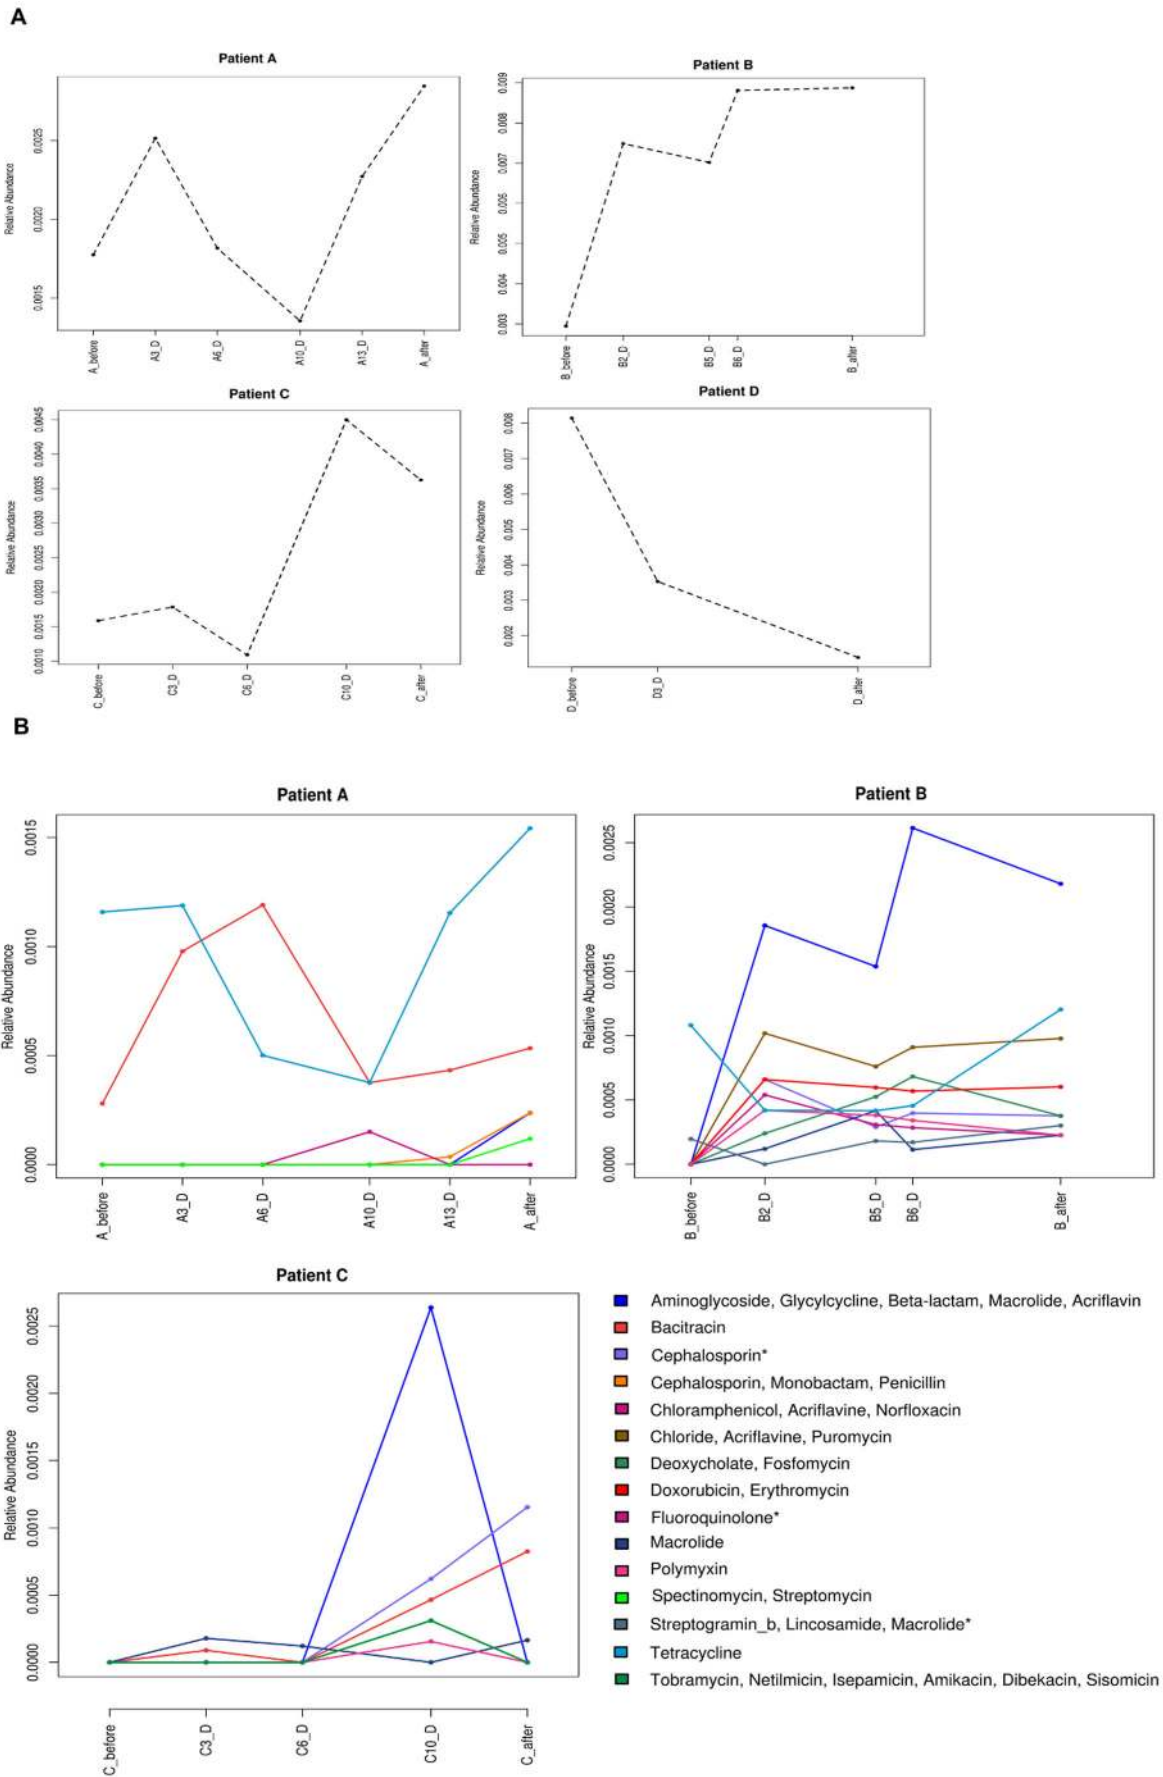 A
Patient A
Relative Abundance
0.0025
0.0020
0.0015
A_before
A3_D
A6_D
A10_D
A13_D
A_after
Patient B
Relative Abundance
0.009
0.008
0.007
0.006
0.005
0.004
0.003
B_before
B2_D
B5_D
B6_D
B_after
Patient C
Relative Abundance
0.0045
0.0040
0.0035
0.0030
0.0025
0.0020
0.0015
0.0010
C_before
C3_D
C6_D
C10_D
C_after
Patient D
Relative Abundance
0.008
0.007
0.006
0.005
0.004
0.003
0.002
D_before
D3_D
D_after
B
Patient A
Relative Abundance
0.0015
0.0010
0.0005
0.0000
A_before
A3_D
A6_D
A10_D
A13_D
A_after
Patient B
Relative Abundance
0.0025
0.0020
0.0015
0.0010
0.0005
0.0000
B_before
B2_D
B5_D
B6_D
B_after
Patient C
Relative Abundance
0.0025
0.0020
0.0015
0.0010
0.0005
0.0000
C_before
C3_D
C6_D
C10_D
C_after
Aminoglycoside, Glycylcycline, Beta-lactam, Macrolide, Acriflavin
Bacitracin
Cephalosporin*
Cephalosporin, Monobactam, Penicillin
Chloramphenicol, Acriflavine, Norfloxacin
Chloride, Acriflavine, Puromycin
Deoxycholate, Fosfomycin
Doxorubicin, Erythromycin
Fluoroquinolone*
Macrolide
Polymyxin
Spectinomycin, Streptomycin
Streptogramin_b, Lincosamide, Macrolide*
Tetracycline
Tobramycin, Netilmicin, Isepamicin, Amikacin, Dibekacin, Sisomicin